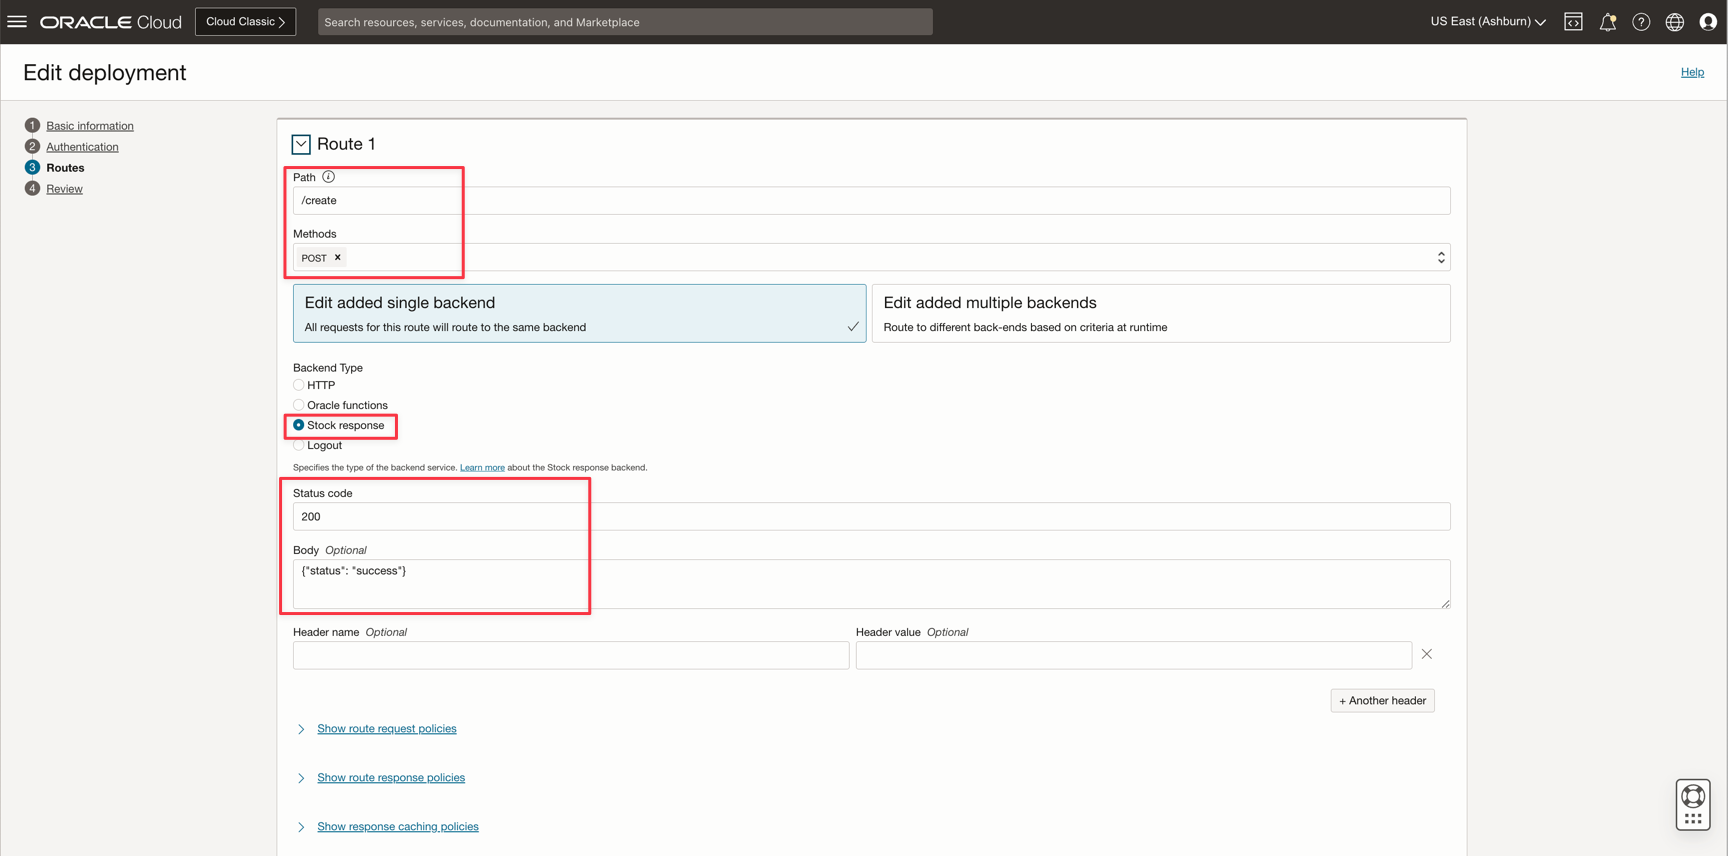 ORACLE Cloud
Cloud Classic
Search resources, services, documentation, and Marketplace
US East (Ashburn)
Edit deployment
Help
1 Basic information
2 Authentication
3 Routes
4 Review
Route 1
Path
/create
Methods
POST ×
Edit added single backend
All requests for this route will route to the same backend
Edit added multiple backends
Route to different back-ends based on criteria at runtime
Backend Type
HTTP
Oracle functions
Stock response
Logout
Specifies the type of the backend service. Learn more about the Stock response backend.
Status code
200
Body Optional
{"status": "success"}
Header name Optional
Header value Optional
+ Another header
Show route request policies
Show route response policies
Show response caching policies